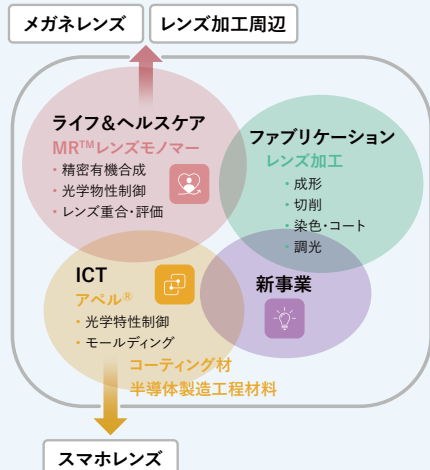 メガネレンズ
レンズ加工周辺
ライフ&ヘルスケア
MR™レンズモノマー
・精密有機合成
・光学物性制御
・レンズ重合・評価
ファブリケーション
レンズ加工
・成形
・切削
・染色・コート
・調光
ICT
アペル®
・光学特性制御
・モールディング
コーティング材
半導体製造工程材料
新事業
スマホレンズ